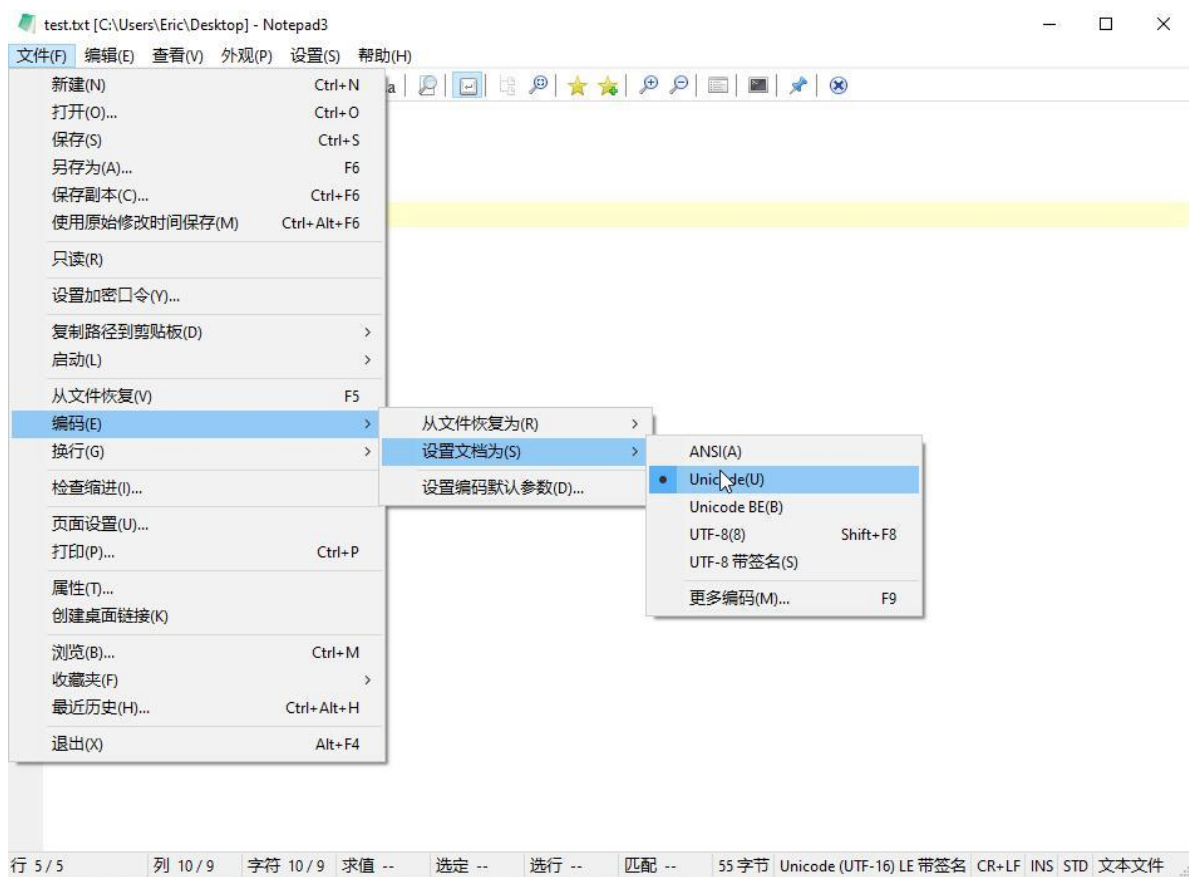 test.txt [C:\Users\Eric\Desktop] - Notepad3
文件(F) 编辑(E) 查看(V) 外观(P) 设置(S) 帮助(H)
新建(N) Ctrl+N
打开(O)... Ctrl+O
保存(S) Ctrl+S
另存为(A)... F6
保存副本(C)... Ctrl+F6
使用原始修改时间保存(M) Ctrl+Alt+F6
只读(R)
设置加密口令(Y)...
复制路径到剪贴板(D)
启动(L)
从文件恢复(V) F5
编码(E)
换行(G)
检查缩进(I)...
页面设置(U)...
打印(P)... Ctrl+P
属性(T)...
创建桌面链接(K)
浏览(B)... Ctrl+M
收藏夹(F)
最近历史(H)... Ctrl+Alt+H
退出(X) Alt+F4
从文件恢复为(R)
设置文档为(S)
设置编码默认参数(D)...
ANSI(A)
Unicode(U)
Unicode BE(B)
UTF-8(8) Shift+F8
UTF-8 带签名(S)
更多编码(M)... F9
行 5/5 列 10/9 字符 10/9 求值 -- 选定 -- 选行 -- 匹配 -- 55 字节 Unicode (UTF-16) LE 带签名 CR+LF INS STD 文本文件